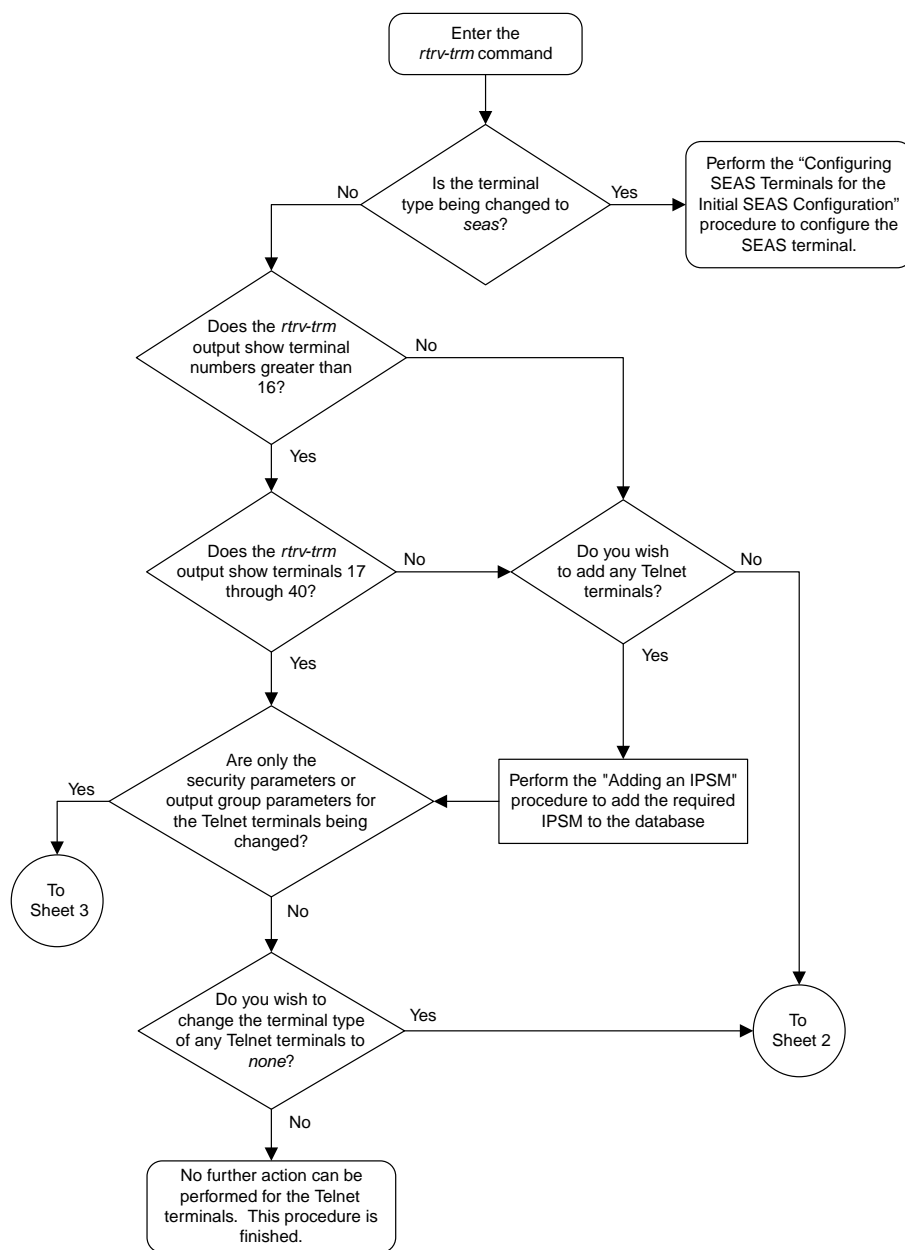 Enter the
rtrv-trm command
Is the terminal
type being changed to
seas?
No
Yes
Perform the “Configuring
SEAS Terminals for the
Initial SEAS Configuration”
procedure to configure the
SEAS terminal.
Does the rtrv-trm
output show terminal
numbers greater than
16?
No
Yes
Does the rtrv-trm
output show terminals 17
through 40?
No
Yes
Do you wish
to add any Telnet
terminals?
No
Yes
Are only the
security parameters or
output group parameters for
the Telnet terminals being
changed?
Yes
No
Perform the "Adding an IPSM"
procedure to add the required
IPSM to the database
To
Sheet 3
Do you wish to
change the terminal type
of any Telnet terminals to
none?
Yes
No
To
Sheet 2
No further action can be
performed for the Telnet
terminals. This procedure is
finished.